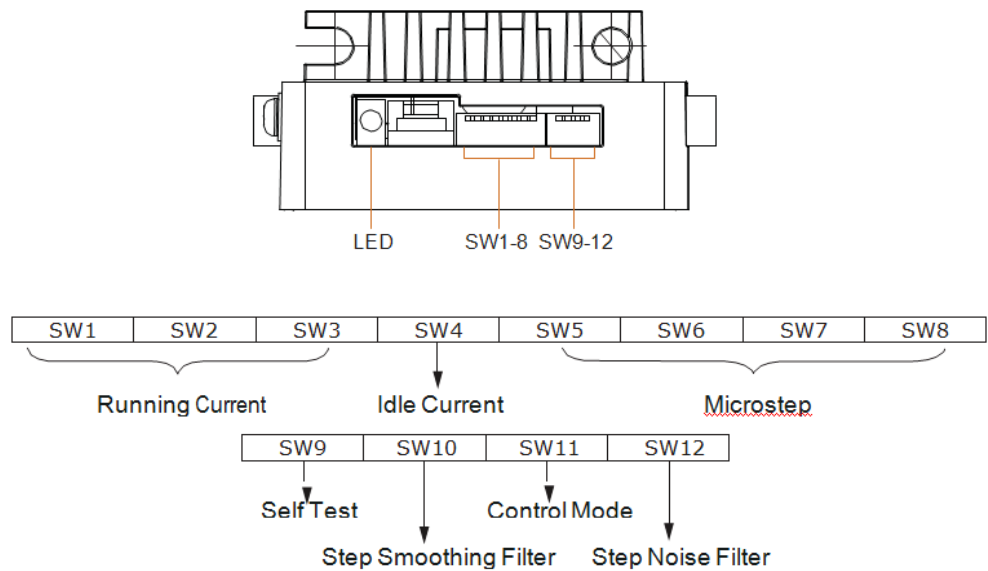 LED SW1-8 SW9-12
SW1 SW2 SW3 SW4 SW5 SW6 SW7 SW8
Running Current Idle Current Microstep
SW9 SW10 SW11 SW12
Self Test Control Mode
Step Smoothing Filter Step Noise Filter